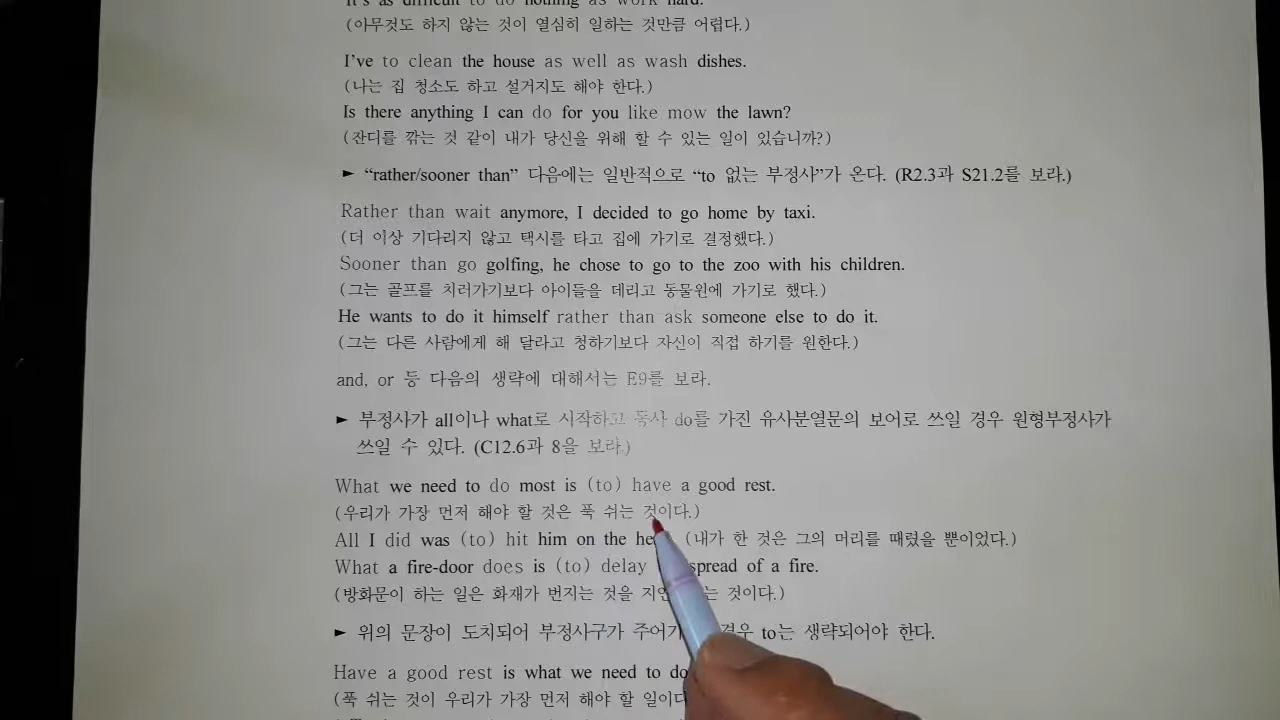 It's as difficult to do nothing as work hard.
(아무것도 하지 않는 것이 열심히 일하는 것만큼 어렵다.)
I've to clean the house as well as wash dishes.
(나는 집 청소도 하고 설거지도 해야 한다.)
Is there anything I can do for you like mow the lawn?
(잔디를 깎는 것 같이 내가 당신을 위해 할 수 있는 일이 있습니까?)
► “rather/sooner than” 다음에는 일반적으로 “to 없는 부정사”가 온다. (R2.3과 S21.2를 보라.)
Rather than wait anymore, I decided to go home by taxi.
(더 이상 기다리지 않고 택시를 타고 집에 가기로 결정했다.)
Sooner than go golfing, he chose to go to the zoo with his children.
(그는 골프를 치러가기보다 아이들을 데리고 동물원에 가기로 했다.)
He wants to do it himself rather than ask someone else to do it.
(그는 다른 사람에게 해 달라고 청하기보다 자신이 직접 하기를 원한다.)
and, or 등 다음의 생략에 대해서는 E9를 보라.
► 부정사가 all이나 what로 시작하고 동사 do를 가진 유사분열문의 보어로 쓰일 경우 원형부정사가
쓰일 수 있다. (C12.6과 8을 보라.)
What we need to do most is (to) have a good rest.
(우리가 가장 먼저 해야 할 것은 푹 쉬는 것이다.)
All I did was (to) hit him on the (내가 한 것은 그의 머리를 때렸을 뿐이었다.)
What a fire-door does is (to) delay spread of a fire.
(방화문이 하는 일은 화재가 번지는 것을 것이다.)
► 위의 문장이 도치되어 부정사구가 to는 생략되어야 한다.
Have a good rest is what we need to do
(푹 쉬는 것이 우리가 가장 먼저 해야 할